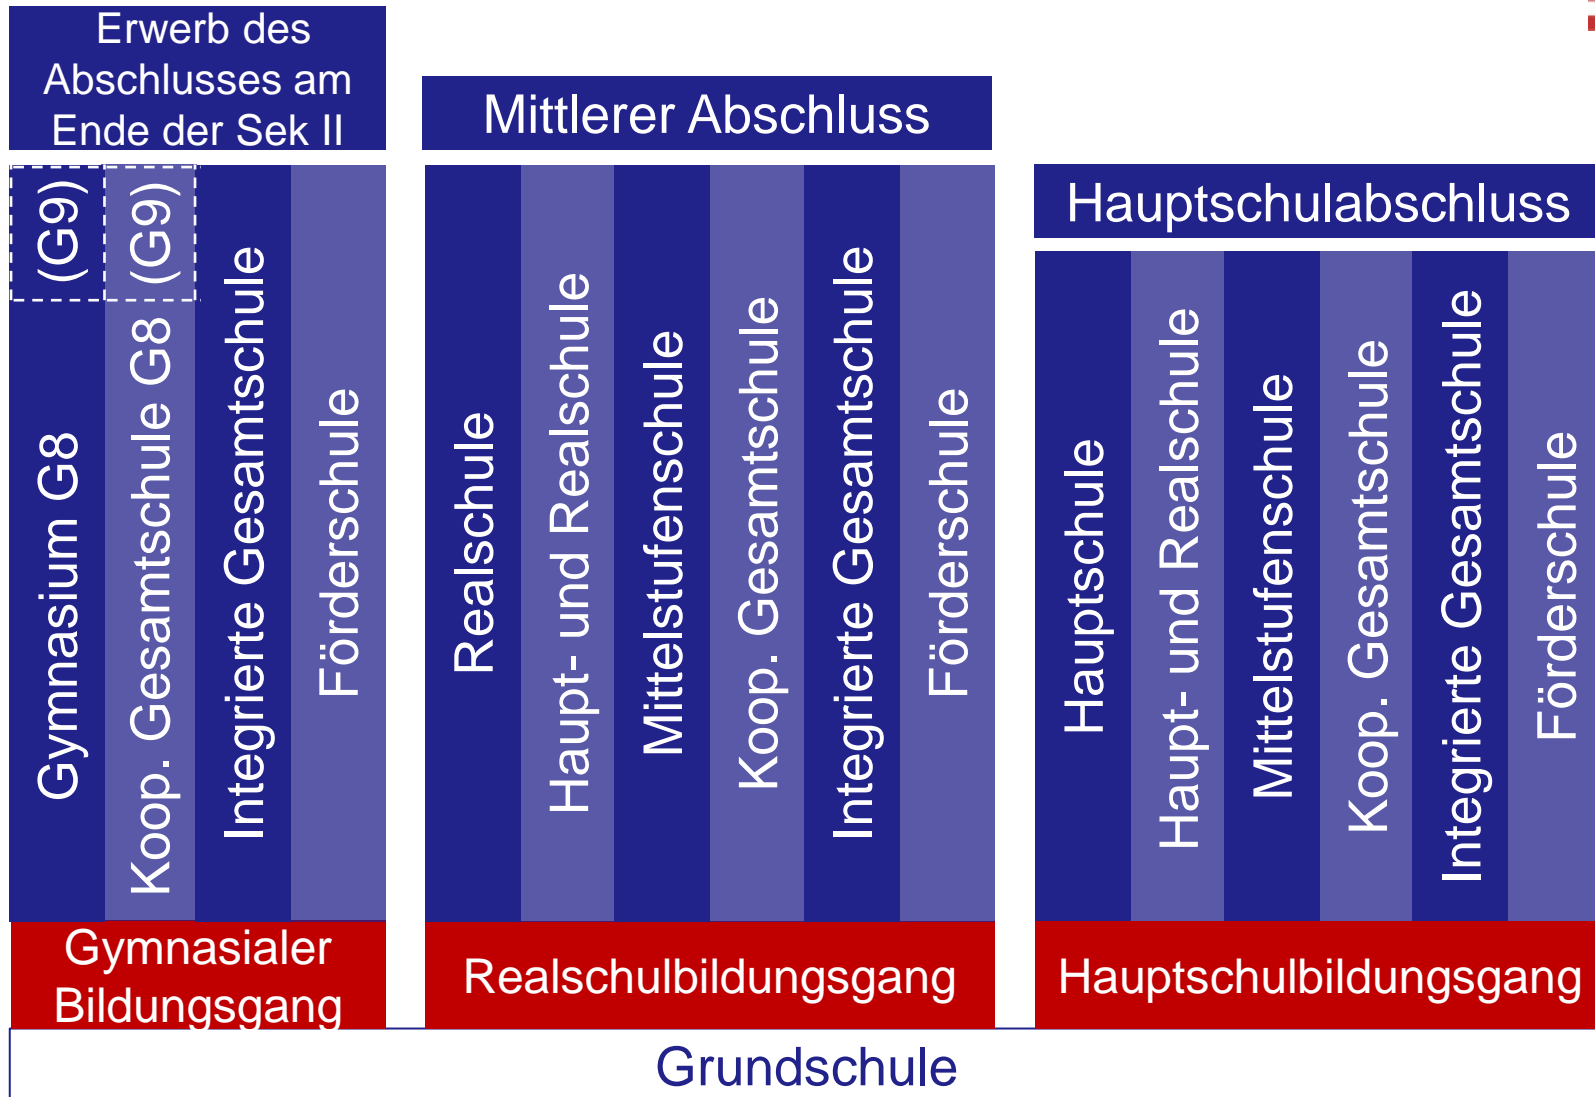 Erwerb des
Abschlusses am
Ende der Sek II
Mittlerer Abschluss
Hauptschulabschluss
(G9)
(G9)
Gymnasium G8
Koop. Gesamtschule G8
Integrierte Gesamtschule
Förderschule
Realschule
Haupt- und Realschule
Mittelstufenschule
Koop. Gesamtschule
Integrierte Gesamtschule
Förderschule
Hauptschule
Haupt- und Realschule
Mittelstufenschule
Koop. Gesamtschule
Integrierte Gesamtschule
Förderschule
Gymnasialer
Bildungsgang
Realschulbildungsgang
Hauptschulbildungsgang
Grundschule